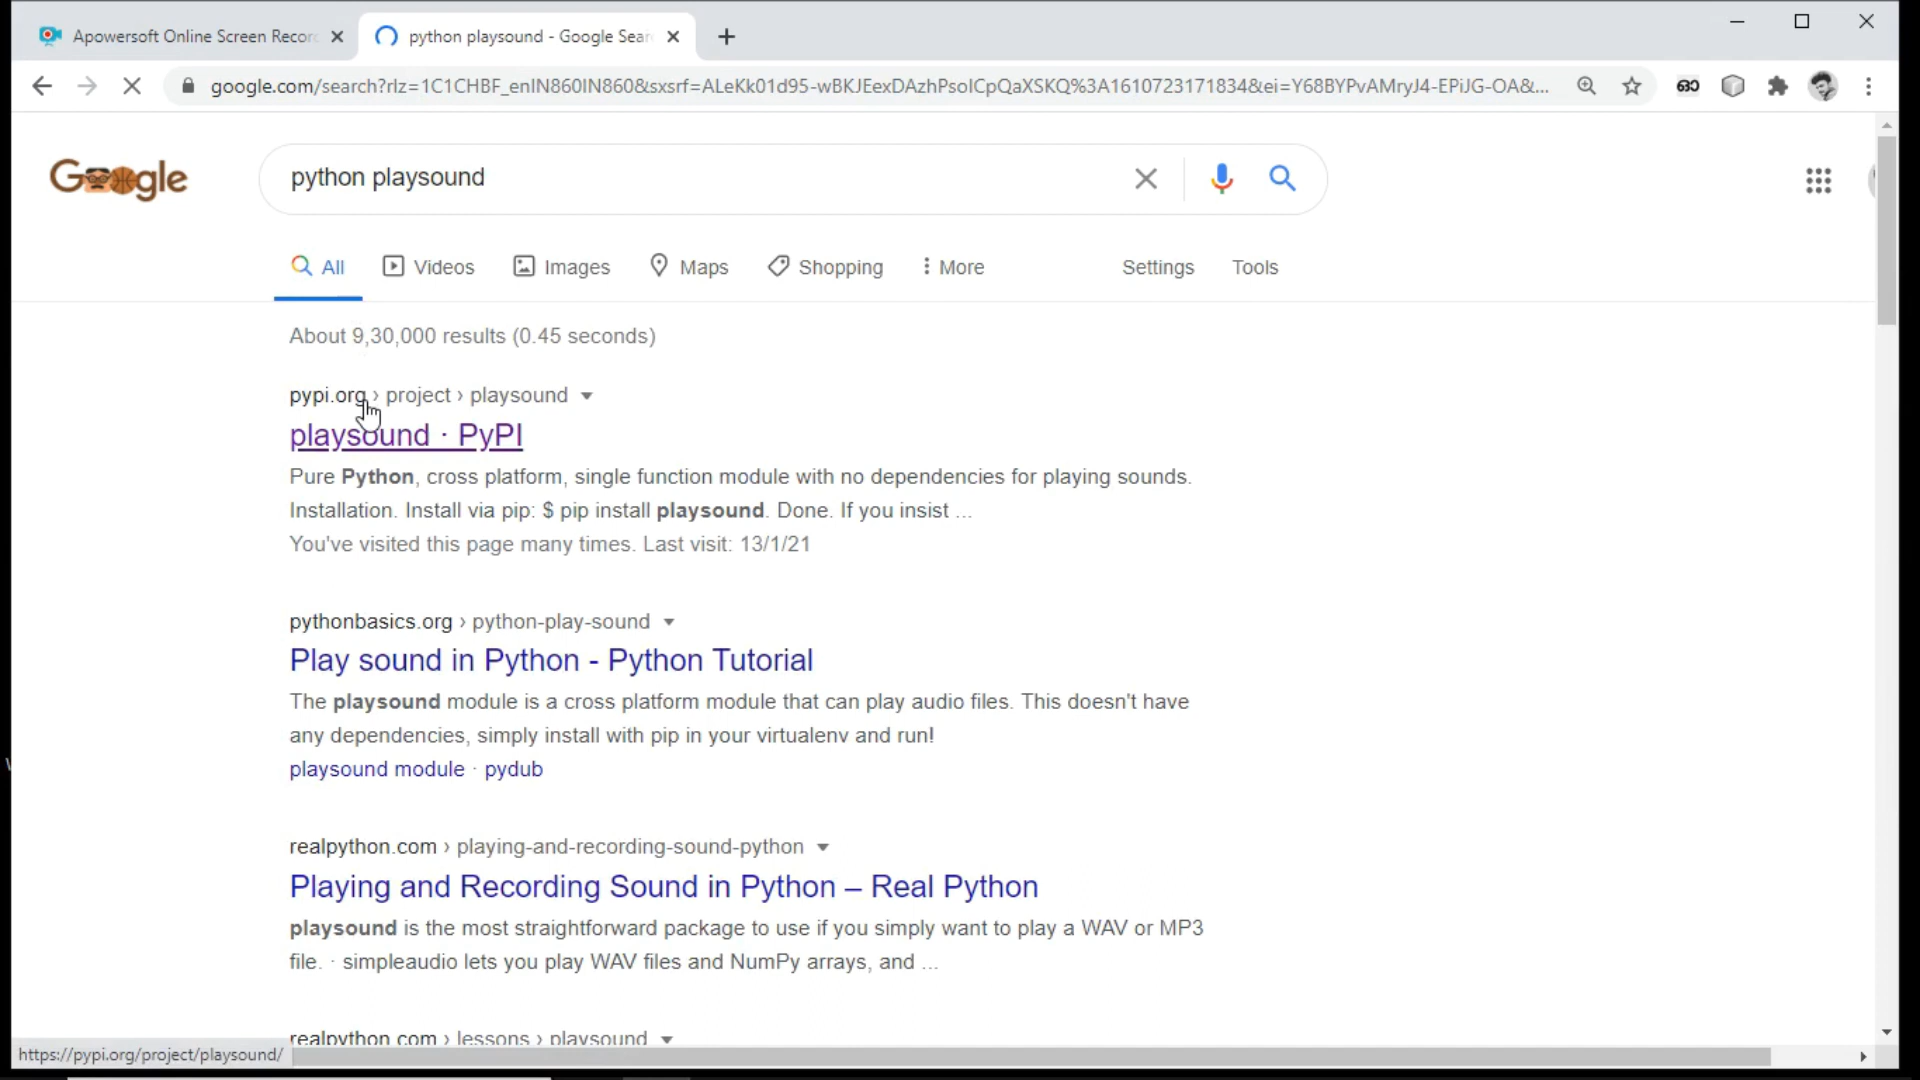 Apowersoft Online Screen Recor
python playsound - Google Sear
google.com/search?rlz=1C1CHBF_enIN860IN860&sxsrf=ALeKk01d95-wBKJEexDAzhPsoICpQaXSKQ%3A1610723171834&ei=Y68BYPvAMryJ4-EPiJG-OA&...
Google
python playsound
All Videos Images Maps Shopping More Settings Tools
About 9,30,000 results (0.45 seconds)
pypi.org › project › playsound
playsound · PyPI
Pure Python, cross platform, single function module with no dependencies for playing sounds.
Installation. Install via pip: $ pip install playsound. Done. If you insist ...
You've visited this page many times. Last visit: 13/1/21
pythonbasics.org › python-play-sound
Play sound in Python - Python Tutorial
The playsound module is a cross platform module that can play audio files. This doesn't have
any dependencies, simply install with pip in your virtualenv and run!
playsound module · pydub
realpython.com › playing-and-recording-sound-python
Playing and Recording Sound in Python – Real Python
playsound is the most straightforward package to use if you simply want to play a WAV or MP3
file. · simpleaudio lets you play WAV files and NumPy arrays, and ...
realpython.com › lessons › playsound
https://pypi.org/project/playsound/